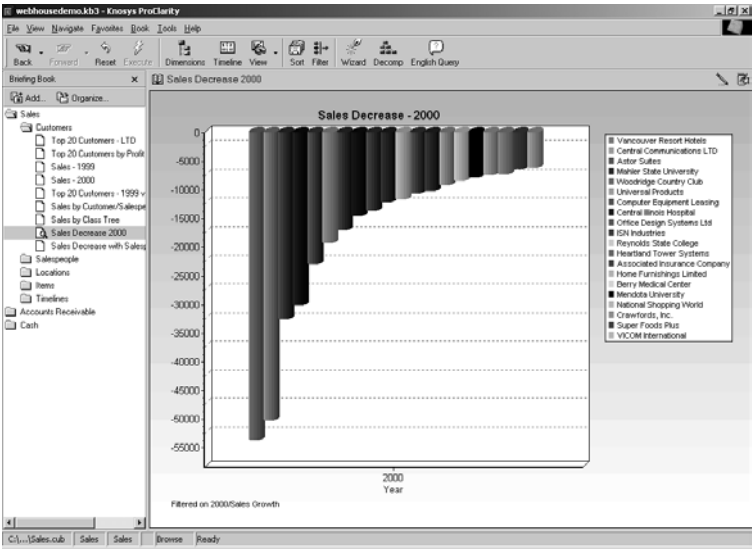 webhousedemo.kb3 - Knosys ProClarity
File View Navigate Favorites Book Tools Help
Back Forward Reset Execute Dimensions Timeline View Sort Filter Wizard Decomp English Query
Briefing Book
Sales Decrease 2000
Add... Organize...
Sales
Customers
Top 20 Customers - LTD
Top 20 Customers by Profit
Sales - 1999
Sales - 2000
Top 20 Customers - 1999 v
Sales by Customer/Salespe
Sales by Class Tree
Sales Decrease 2000
Sales Decrease with Salesp
Salespeople
Locations
Items
Timelines
Accounts Receivable
Cash
Sales Decrease - 2000
0
-5000
-10000
-15000
-20000
-25000
-30000
-35000
-40000
-45000
-50000
-55000
2000
Year
Filtered on 2000/Sales Growth
Vancouver Resort Hotels
Central Communications LTD
Astor Suites
Mahler State University
Woodridge Country Club
Universal Products
Computer Equipment Leasing
Central Illinois Hospital
Office Design Systems Ltd
ISN Industries
Reynolds State College
Heartland Tower Systems
Associated Insurance Company
Home Furnishings Limited
Berry Medical Center
Mendota University
National Shopping World
Crawfords, Inc.
Super Foods Plus
VICOM International
C:\...\Sales.cub Sales Sales Browse Ready